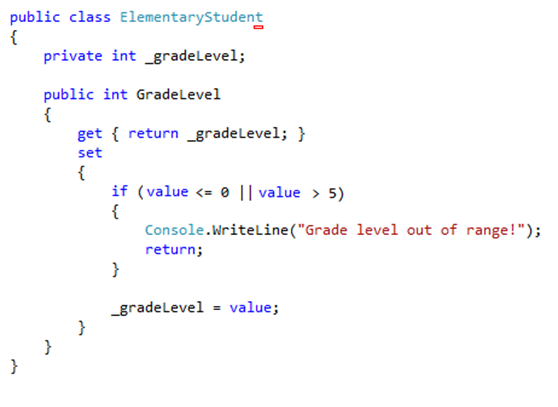 public class ElementaryStudent
{
    private int _gradeLevel;

    public int GradeLevel
    {
        get { return _gradeLevel; }
        set
        {
            if (value <= 0 || value > 5)
            {
                Console.WriteLine("Grade level out of range!");
                return;
            }

            _gradeLevel = value;
        }
    }
}